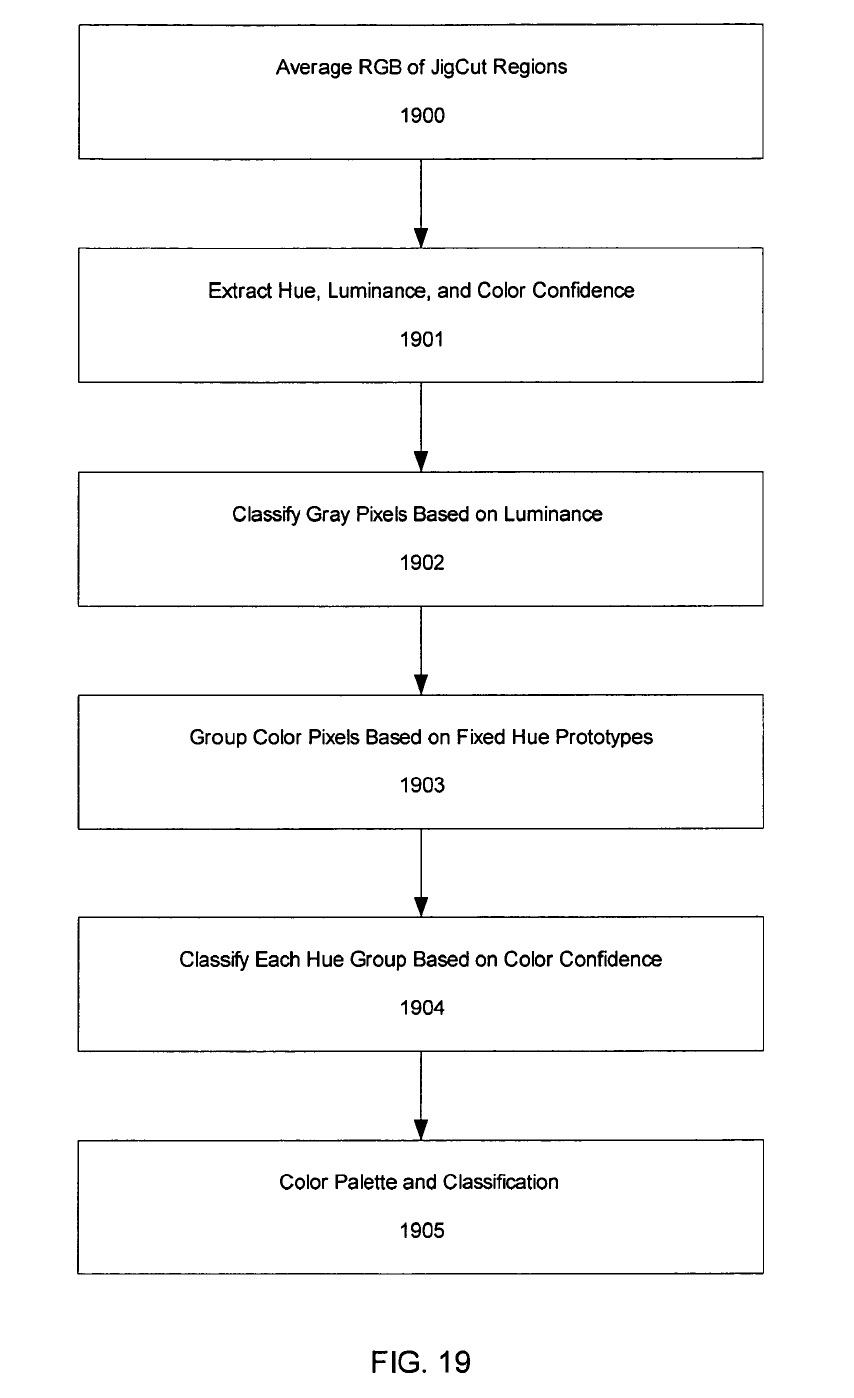 Average RGB of JigCut Regions
1900
Extract Hue, Luminance, and Color Confidence
1901
Classify Gray Pixels Based on Luminance
1902
Group Color Pixels Based on Fixed Hue Prototypes
1903
Classify Each Hue Group Based on Color Confidence
1904
Color Palette and Classification
1905
FIG. 19